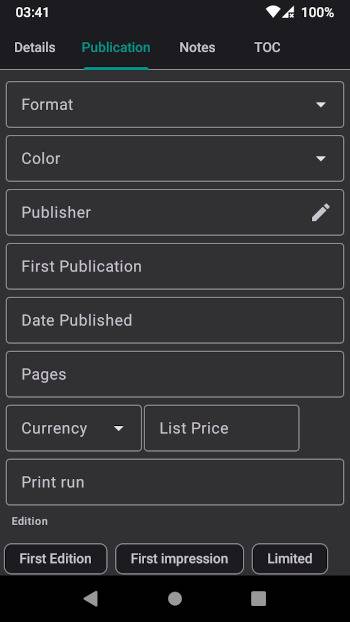 03:41 100%
Details Publication Notes TOC
Format
Color
Publisher
First Publication
Date Published
Pages
Currency List Price
Print run
Edition
First Edition First impression Limited